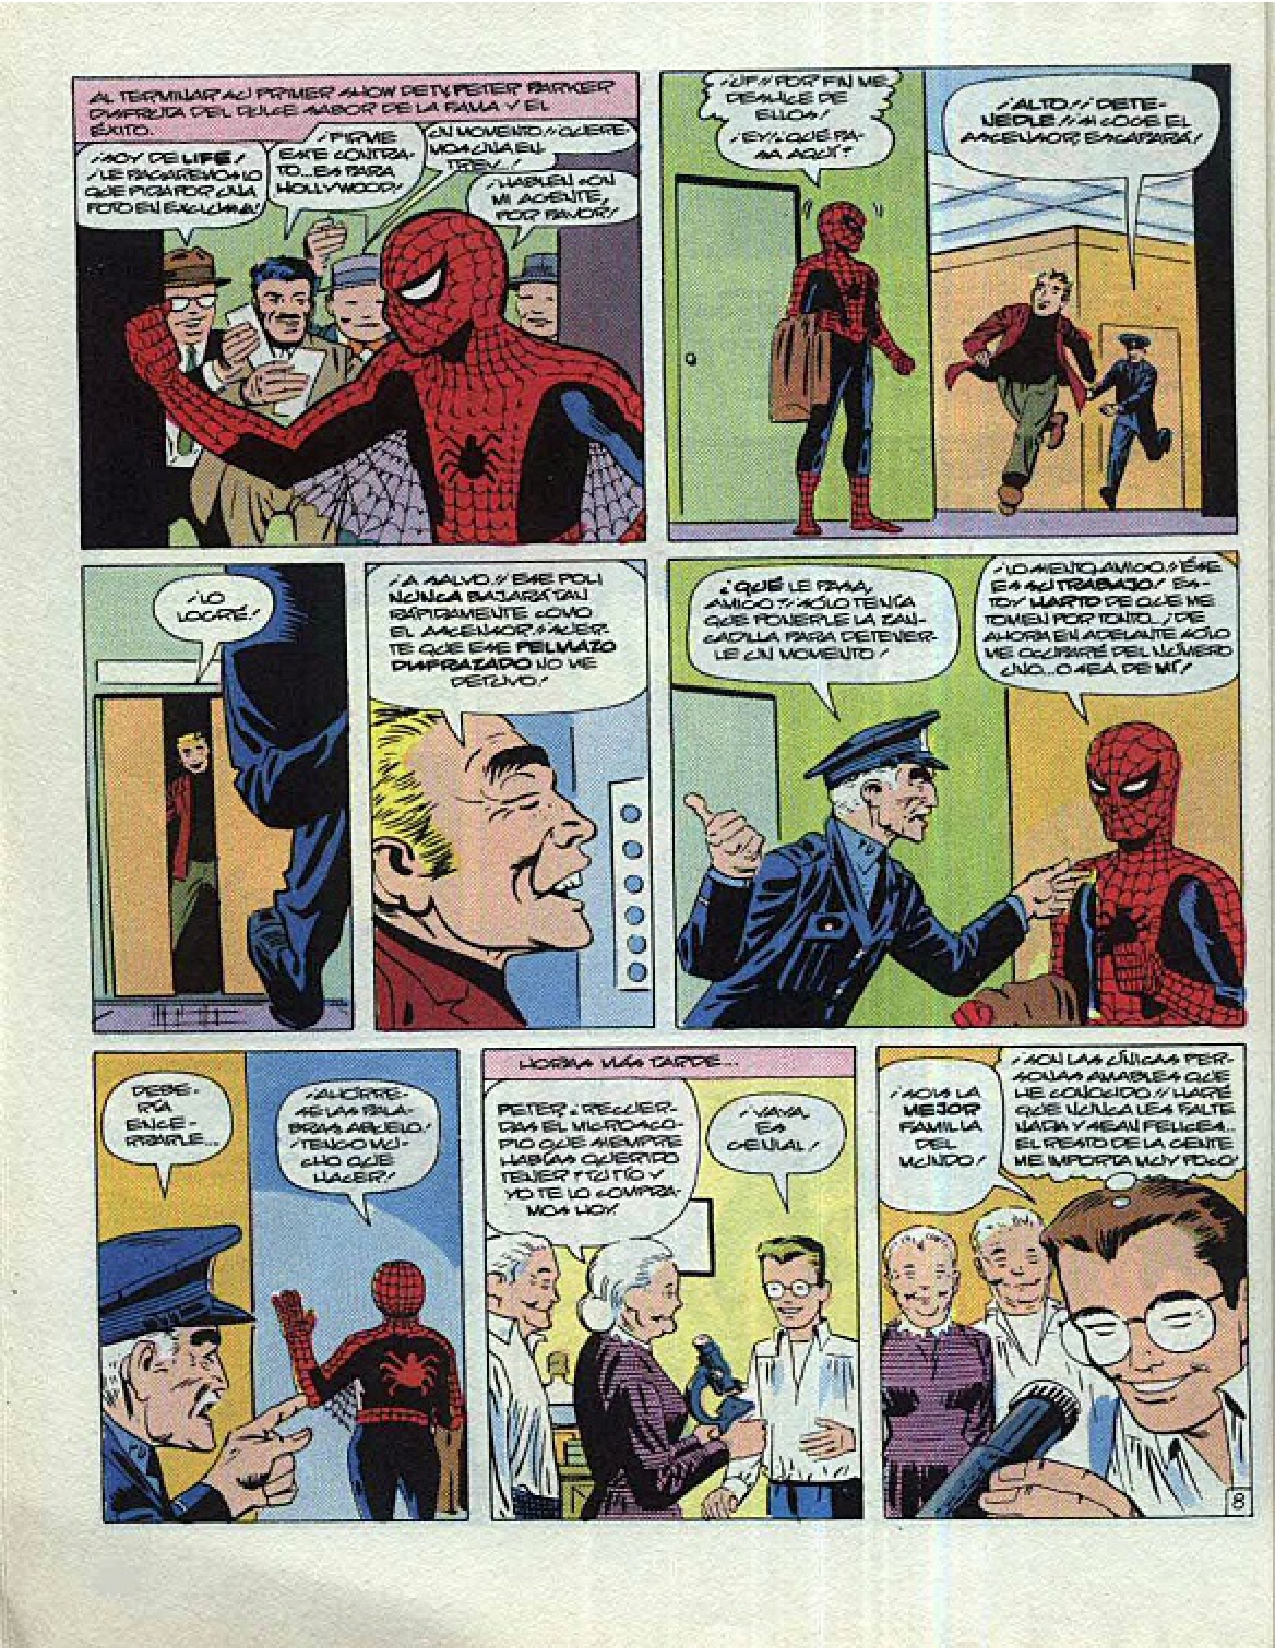 AL TERMINAR SU PRIMER SHOW DE TV, PETER PARKER
DISFRUTA DEL DULCE SABOR DE LA FAMA Y EL
ÉXITO.
¡SOY DE LIFE!
¡LE PAGAREMOS LO
QUE PIDA POR UNA
FOTO EN EXCLUSIVA!
¡FIRME
ESTE CONTRA-
TO... ES PARA
HOLLYWOOD!
¡UN MOMENTO!! ¡QUERE-
MOS UNA EN-
TREV..!
¡HABLEN CON
MI AGENTE,
POR FAVOR!
¡UF!! POR FIN ME
DESHICE DE
ELLOS!
¡EY! ¿QUÉ PA-
SA AQUÍ?
¡ALTO!! ¡DETE-
NEDLE!! ¡SI COGE EL
ASCENSOR, ESCAPARÁ!
¡LO
LOGRÉ!
¡A SALVO!! ¡ESE POLI
NUNCA BAJARÁ TAN
RÁPIDAMENTE COMO
EL ASCENSOR!! SUER-
TE QUE ESE PELMAZO
DISFRAZADO NO ME
DETUVO!
¿QUÉ LE PASA,
AMIGO?! ¡SÓLO TENÍA
QUE PONERLE LA ZAN-
CADILLA PARA DETENER-
LE UN MOMENTO!
¡LO SIENTO, AMIGO!! ¡ÉSE
ES SU TRABAJO! ES-
TOY HARTO DE QUE ME
TOMEN POR TONTO... ¡DE
AHORA EN ADELANTE SÓLO
ME OCUPARÉ DEL NÚMERO
UNO... O SEA DE MÍ!
DEBE-
RÍA
ENCE-
RRARLE...
¡AHÓRRE-
SE LAS PALA-
BRAS, ABUELO!
¡TENGO MU-
CHO QUE
HACER!
HORAS MÁS TARDE...
PETER, ¿RECUER-
DAS EL MICROSCO-
PIO QUE SIEMPRE
HABÍAS QUERIDO
TENER? TU TÍO Y
YO TE LO COMPRA-
MOS HOY.
¡VAYA,
ES
GENIAL!
¡SOIS LA
MEJOR
FAMILIA
DEL
MUNDO!
¡SON LAS ÚNICAS PER-
SONAS AMABLES QUE
HE CONOCIDO!! HARÉ
QUE NUNCA LES FALTE
NADA Y SEAN FELICES...
EL RESTO DE LA GENTE
ME IMPORTA MUY POCO!
8